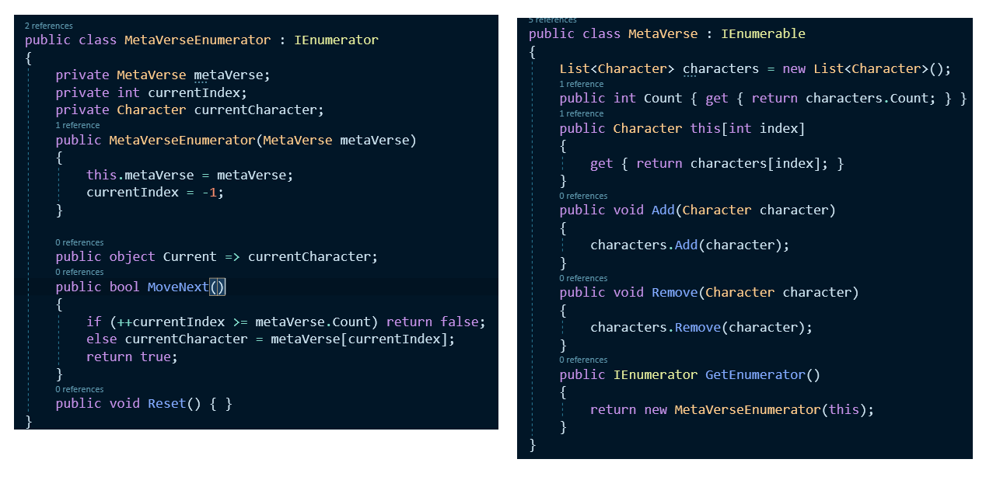 2 references
public class MetaVerseEnumerator : IEnumerator
{
private MetaVerse metaVerse;
private int currentIndex;
private Character currentCharacter;
1 reference
public MetaVerseEnumerator(MetaVerse metaVerse)
{
this.metaVerse = metaVerse;
currentIndex = -1;
}
0 references
public object Current => currentCharacter;
0 references
public bool MoveNext()
{
if (++currentIndex >= metaVerse.Count) return false;
else currentCharacter = metaVerse[currentIndex];
return true;
}
0 references
public void Reset() { }
}
5 references
public class MetaVerse : IEnumerable
{
List<Character> characters = new List<Character>();
1 reference
public int Count { get { return characters.Count; } }
1 reference
public Character this[int index]
{
get { return characters[index]; }
}
0 references
public void Add(Character character)
{
characters.Add(character);
}
0 references
public void Remove(Character character)
{
characters.Remove(character);
}
0 references
public IEnumerator GetEnumerator()
{
return new MetaVerseEnumerator(this);
}
}